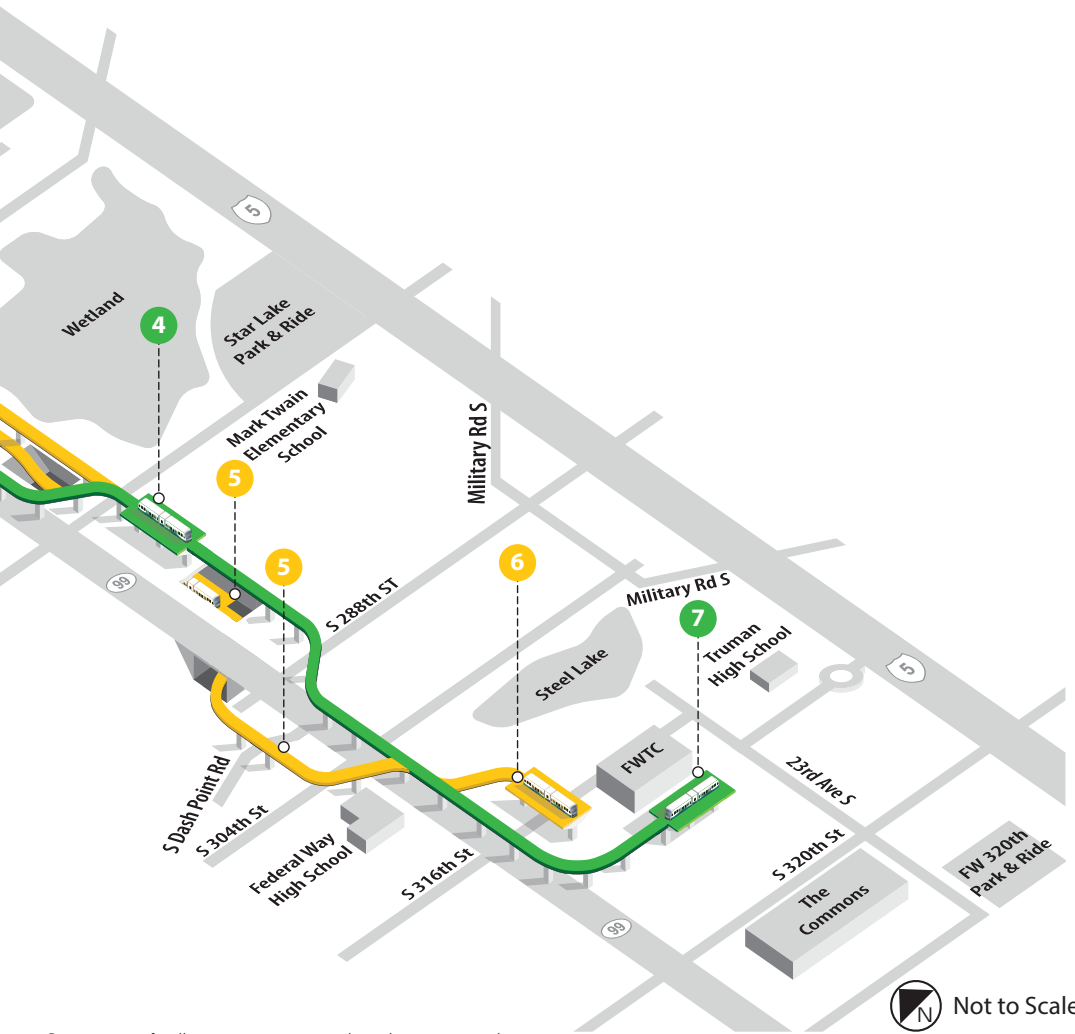 5
Wetland
4
Star Lake
Park & Ride
Mark Twain
Elementary
School
Military Rd S
5
99
5
6
S 288th ST
Military Rd S
7
Truman
High School
5
Steel Lake
FWTC
23rd Ave S
S Dash Point Rd
S 304th St
Federal Way
High School
S 316th St
S 320th St
The
Commons
FW 320th
Park & Ride
99
N
Not to Scale